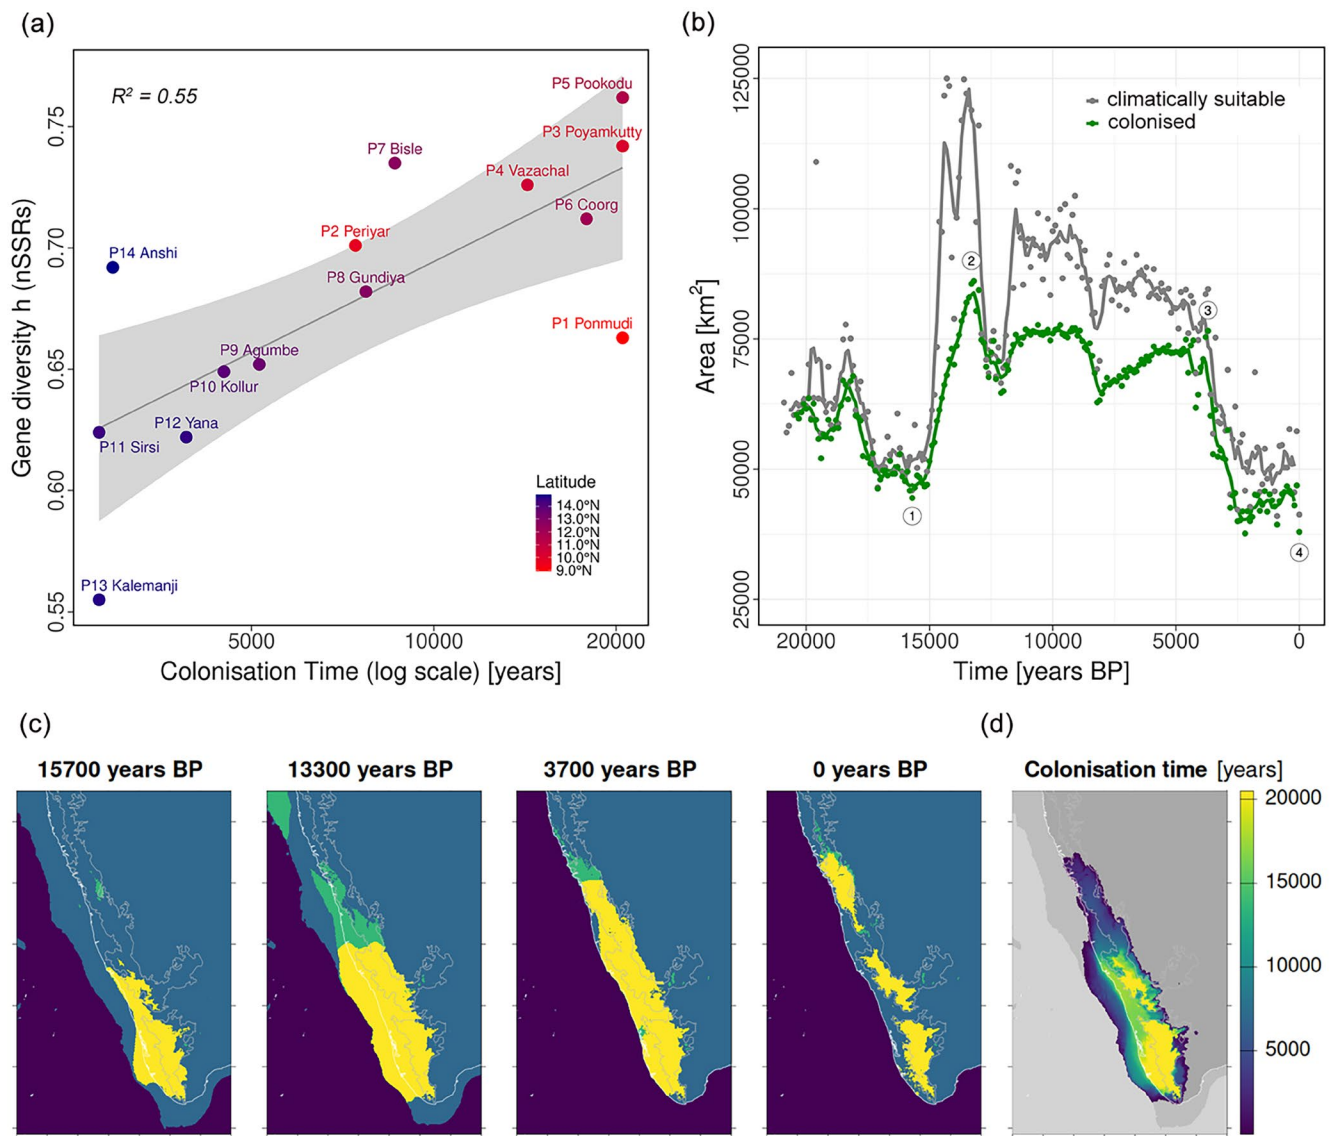 (a)
R² = 0.55
P5 Pookodu
P3 Poyamkutty
P7 Bisle
P4 Vazachal
P6 Coorg
P2 Periyar
P14 Anshi
P8 Gundiya
P1 Ponmudi
P9 Agumbe
P10 Kollur
P12 Yana
P11 Sirsi
P13 Kalemanji
Latitude
14.0°N
13.0°N
12.0°N
11.0°N
10.0°N
9.0°N
Gene diversity h (nSSRs)
0.75
0.70
0.65
0.60
0.55
5000 10000 20000
Colonisation Time (log scale) [years]
(b)
climatically suitable
colonised
Area [km²]
125000
100000
75000
50000
25000
2
3
1
4
20000 15000 10000 5000 0
Time [years BP]
(c)
15700 years BP
13300 years BP
3700 years BP
0 years BP
(d)
Colonisation time [years]
20000
15000
10000
5000